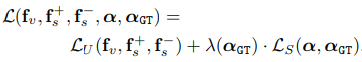 ℒ(f_v, f_s^+, f_s^-, α, α_GT) =
ℒ_U(f_v, f_s^+, f_s^-) + λ(α_GT) · ℒ_S(α, α_GT)